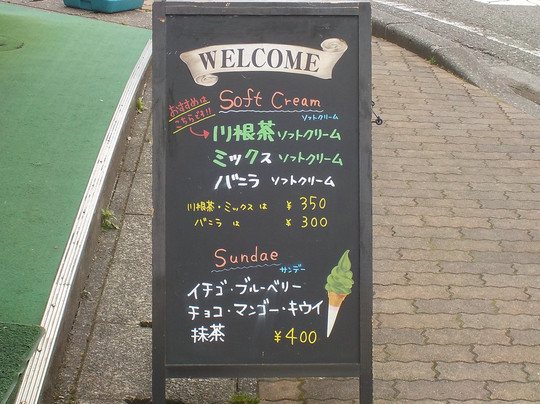 WELCOME
おすすめは
こちらです!!
Soft Cream
ソフトクリーム
川根茶 ソフトクリーム
ミックス ソフトクリーム
バニラ ソフトクリーム
川根茶・ミックスは ¥350
バニラは ¥300
Sundae
サンデー
イチゴ・ブルーベリー
チョコ・マンゴー・キウイ
抹茶 ¥400